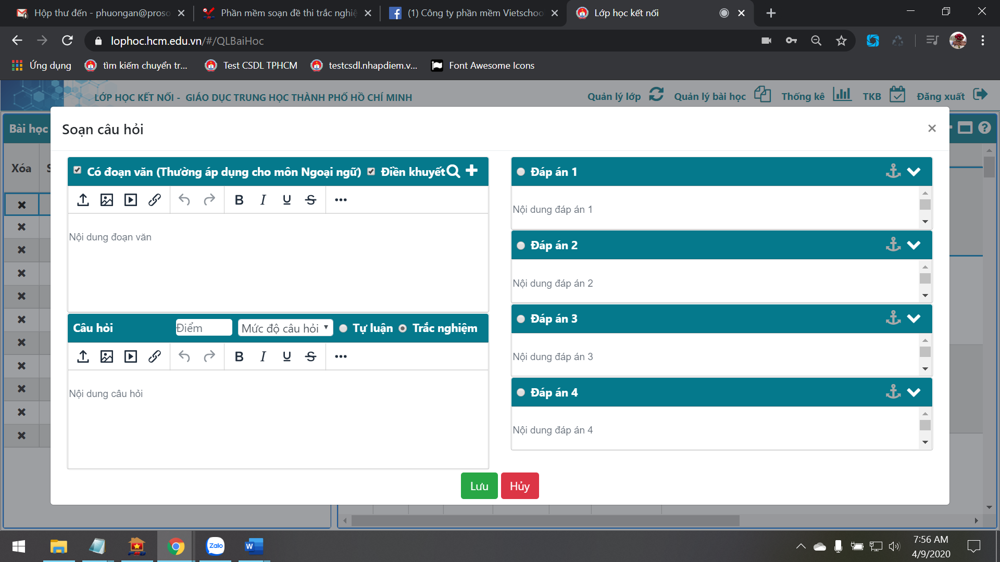 Hộp thư đến - phuongan@proso
Phần mềm soạn đề thi trắc nghiệ
(1) Công ty phần mềm Vietschoo
Lớp học kết nối
lophoc.hcm.edu.vn/#/QLBaiHoc
Ứng dụng
tìm kiếm chuyển tr...
Test CSDL TPHCM
testcsdl.nhapdiem.v...
Font Awesome Icons
LỚP HỌC KẾT NỐI - GIÁO DỤC TRUNG HỌC THÀNH PHỐ HỒ CHÍ MINH
Quản lý lớp
Quản lý bài học
Thống kê
TKB
Đăng xuất
Bài học
Xóa
S
Soạn câu hỏi
Có đoạn văn (Thường áp dụng cho môn Ngoại ngữ)
Điền khuyết
Nội dung đoạn văn
Câu hỏi
Điểm
Mức độ câu hỏi
Tự luận
Trắc nghiệm
Nội dung câu hỏi
Đáp án 1
Nội dung đáp án 1
Đáp án 2
Nội dung đáp án 2
Đáp án 3
Nội dung đáp án 3
Đáp án 4
Nội dung đáp án 4
Lưu
Hủy
Zalo
7:56 AM
4/9/2020